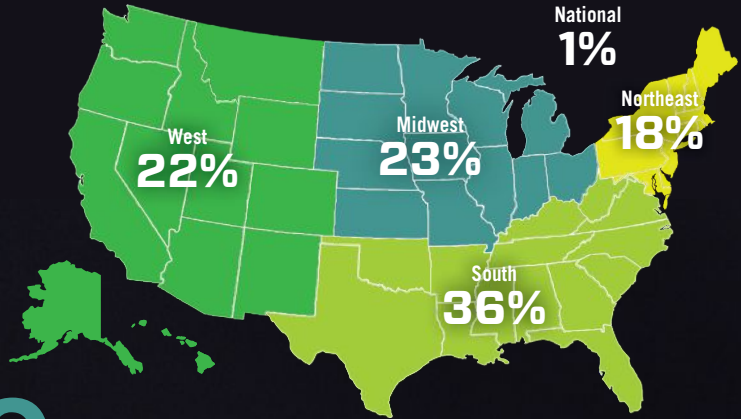 National
1%
Northeast
18%
West
22%
Midwest
23%
South
36%